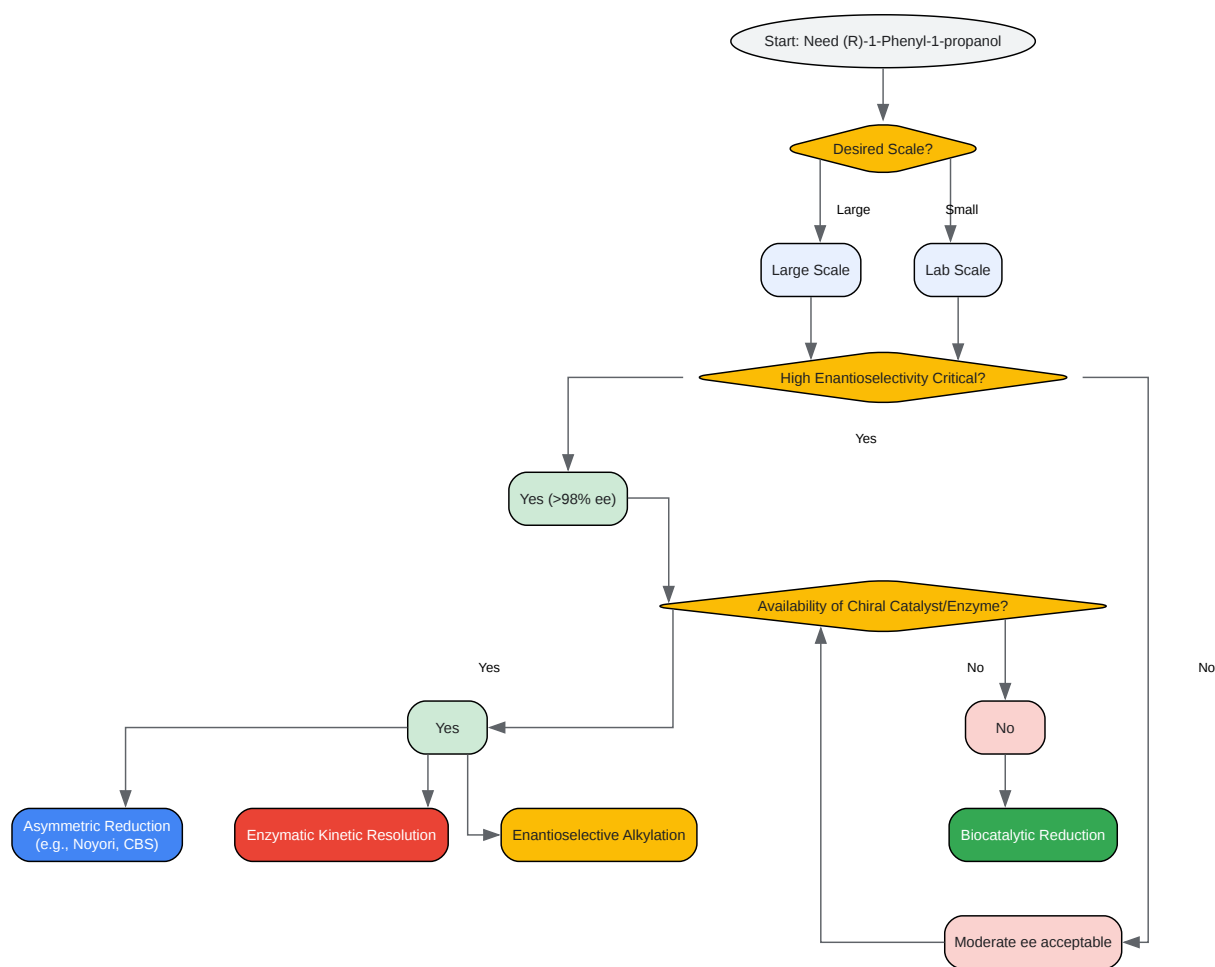 Start: Need (R)-1-Phenyl-1-propanol
Desired Scale?
Large
Small
Large Scale
Lab Scale
High Enantioselectivity Critical?
Yes
Yes (>98% ee)
Availability of Chiral Catalyst/Enzyme?
Yes
No
No
Yes
No
Asymmetric Reduction
(e.g., Noyori, CBS)
Enzymatic Kinetic Resolution
Enantioselective Alkylation
Biocatalytic Reduction
Moderate ee acceptable